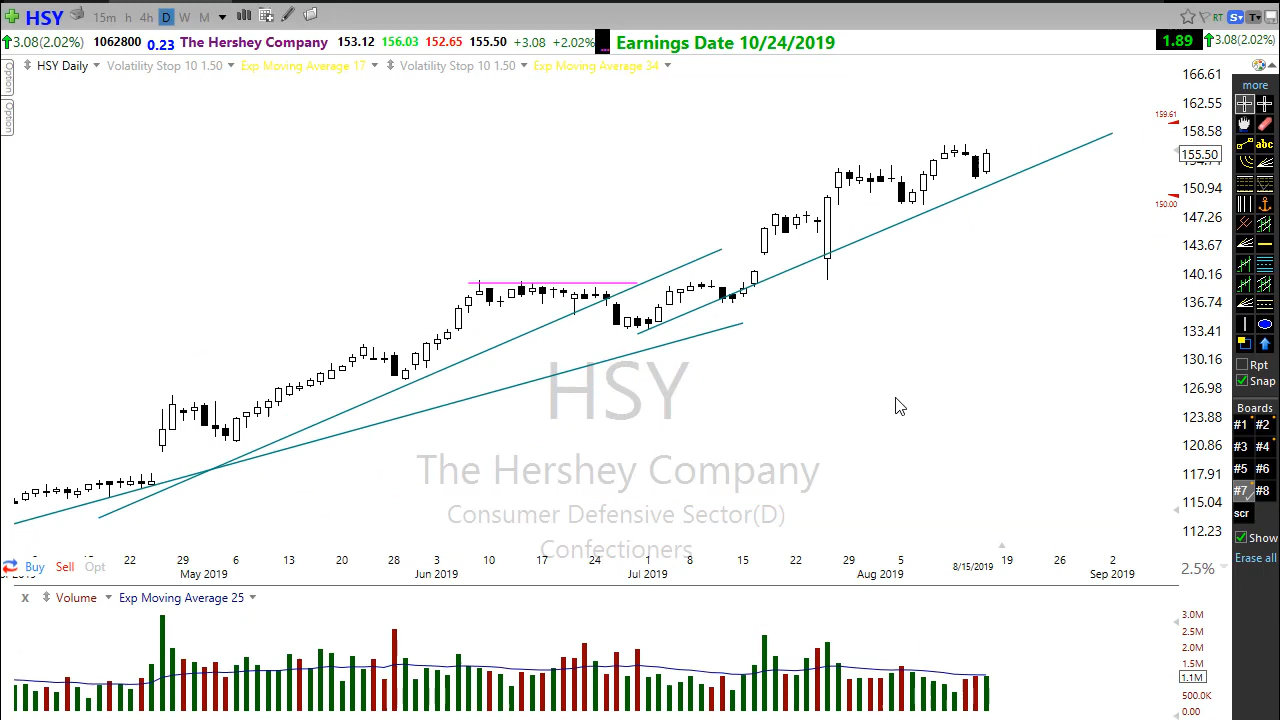 HSY 15m h 4h D W M RT S T
3.08(2.02%) 1062800 0.23 The Hershey Company 153.12 156.03 152.65 155.50 +3.08 +2.02% ... Earnings Date 10/24/2019 1.89 3.08(2.02%)
HSY Daily Volatility Stop 10 1.50 Exp Moving Average 17 Volatility Stop 10 1.50 Exp Moving Average 34
Option
Option
166.61
162.55
159.61
158.58
155.50
150.94
150.00
147.26
143.67
140.16
136.74
133.41
130.16
126.98
123.88
120.86
117.91
115.04
112.23
HSY
The Hershey Company
Consumer Defensive Sector(D)
Confectioners
more
abc
Rpt
Snap
Boards
#1 #2
#3 #4
#5 #6
#7 #8
scr
Show
Erase all
22 29 6 13 20 28 3 10 17 24 1 8 15 22 29 5 19 26 2
May 2019 Jun 2019 Jul 2019 Aug 2019 8/15/2019 Sep 2019
Buy Sell Opt
2.5%
x Volume Exp Moving Average 25
3.0M
2.5M
2.0M
1.5M
1.1M
500.0K
0.00